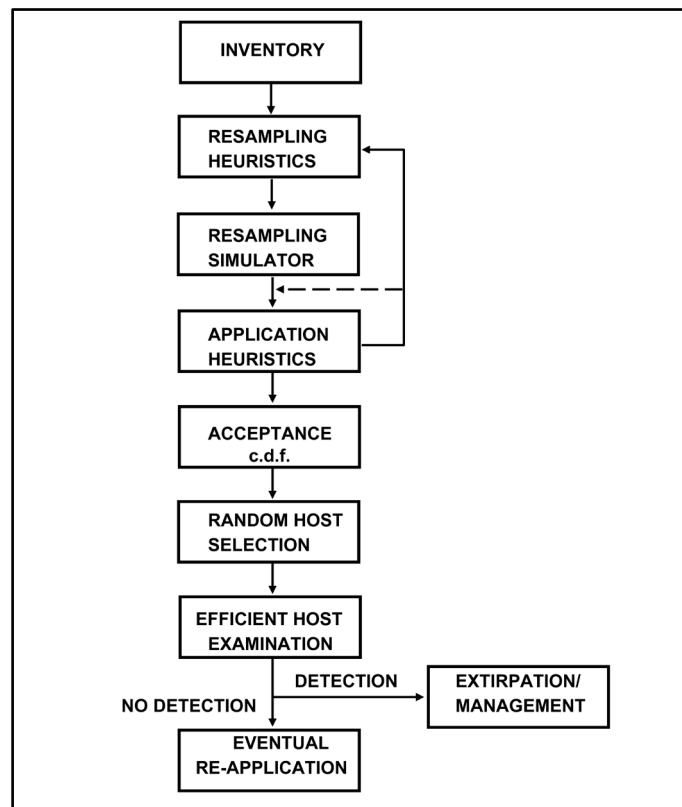 INVENTORY
RESAMPLING
HEURISTICS
RESAMPLING
SIMULATOR
APPLICATION
HEURISTICS
ACCEPTANCE
c.d.f.
RANDOM HOST
SELECTION
EFFICIENT HOST
EXAMINATION
DETECTION
EXTIRPATION/
MANAGEMENT
NO DETECTION
EVENTUAL
RE-APPLICATION